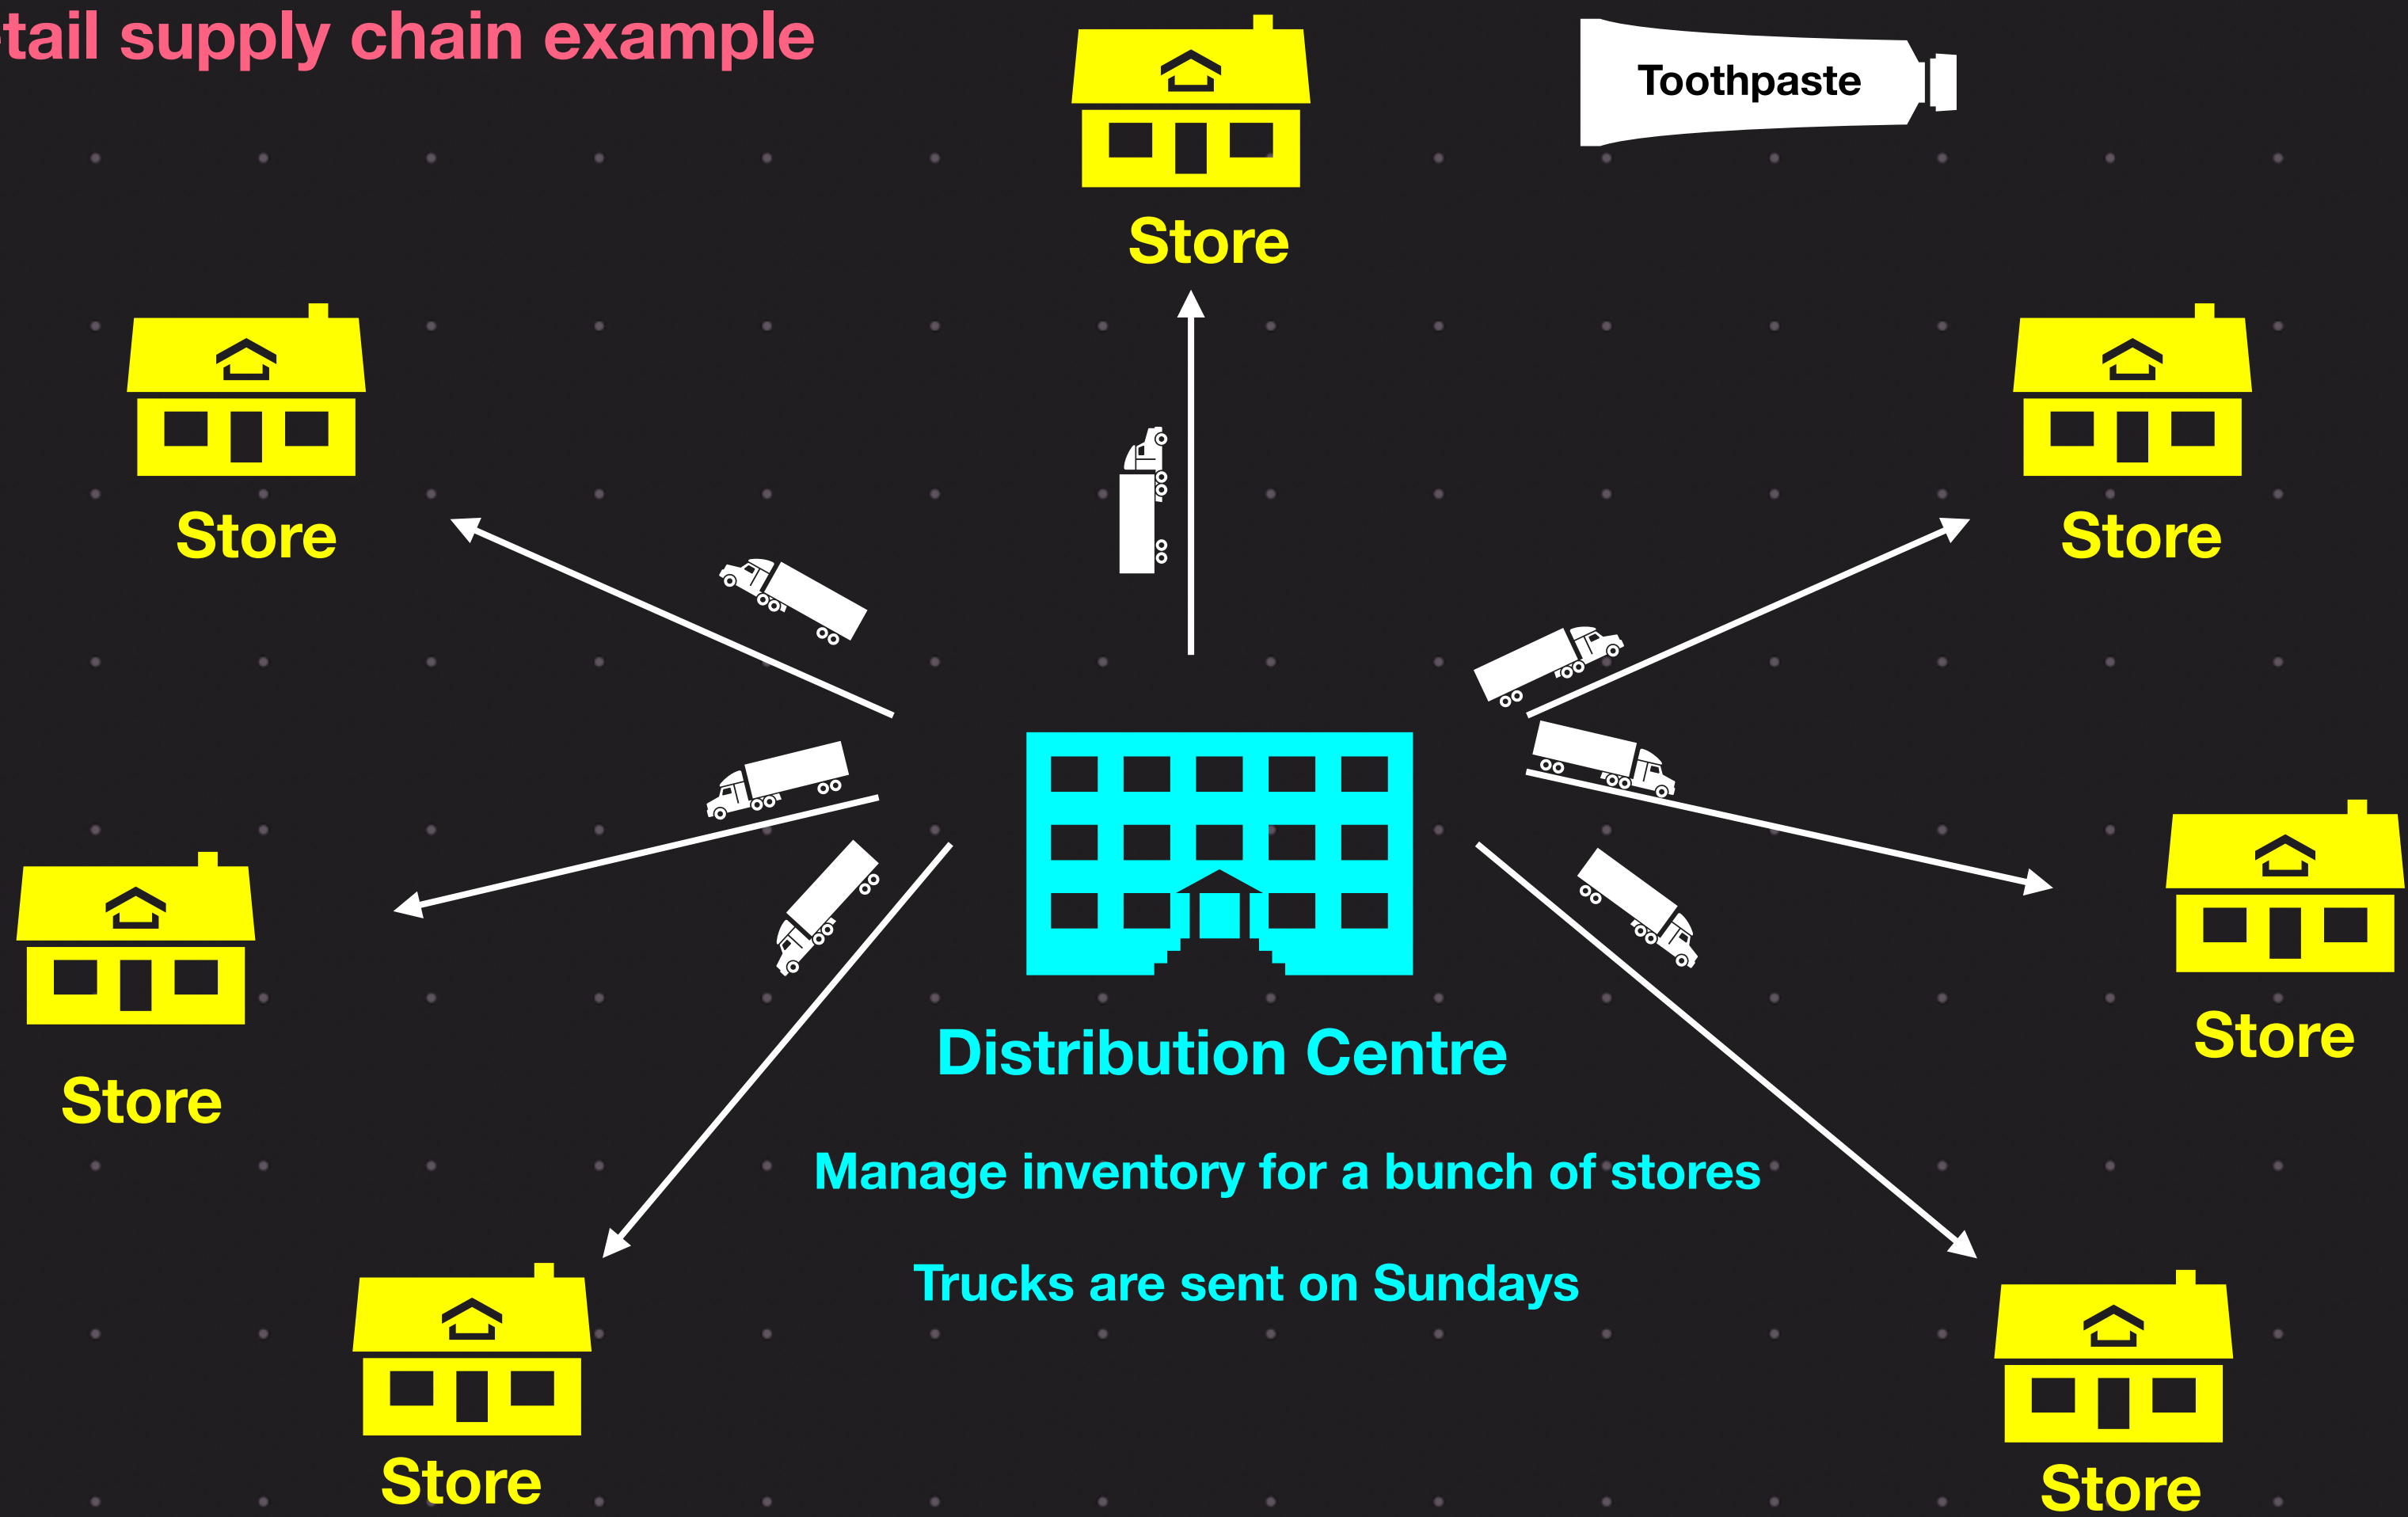 tail supply chain example
Toothpaste
Store
Store
Store
Store
Store
Distribution Centre
Store
Manage inventory for a bunch of stores
Trucks are sent on Sundays
Store
Store